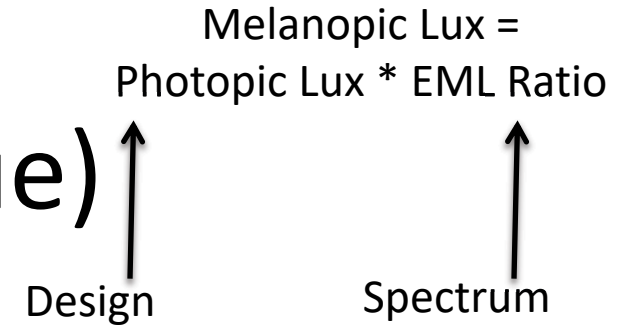 Melanopic Lux =
Photopic Lux * EML Ratio
e)
Design
Spectrum